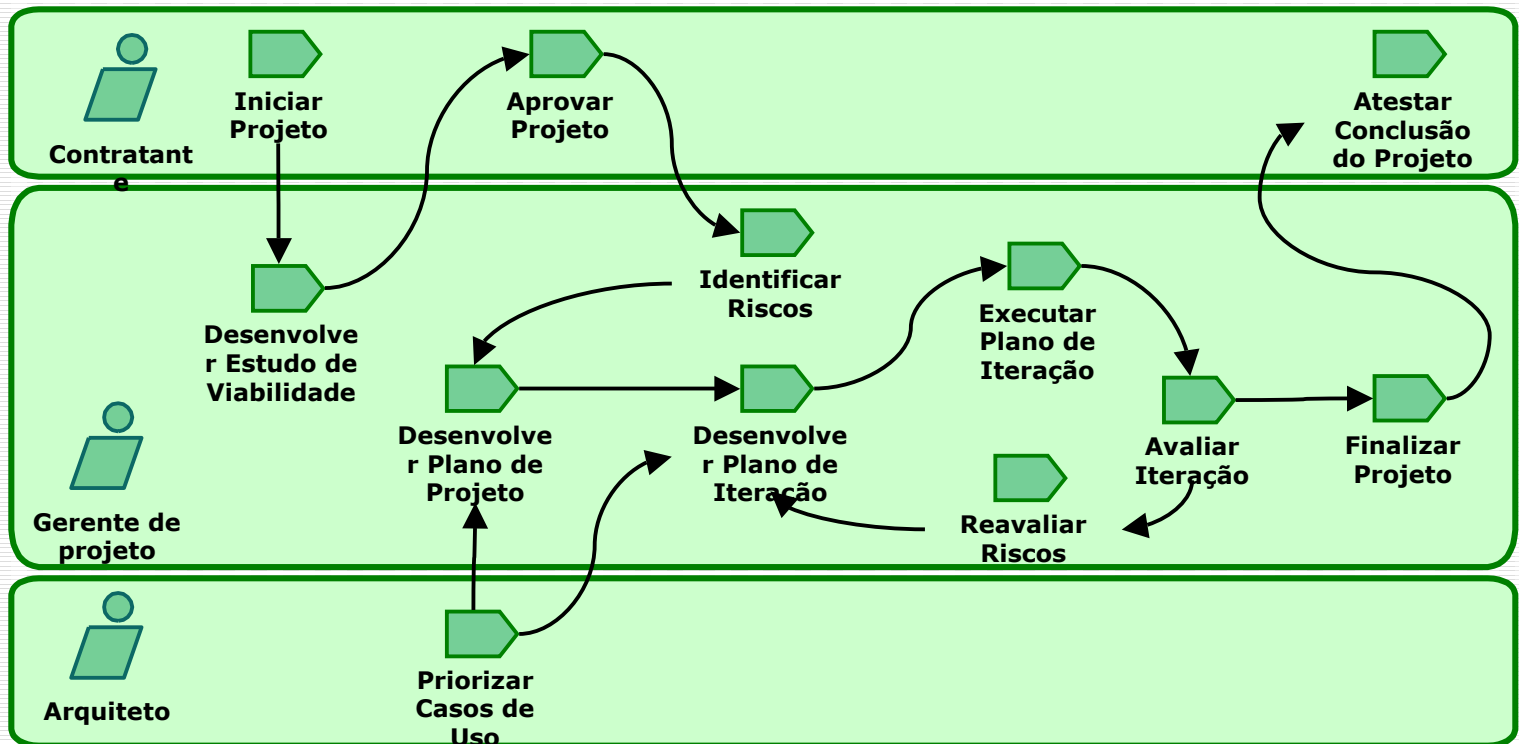 Iniciar
Projeto
Aprovar
Projeto
Atestar
Conclusão
do Projeto
Contratant
e
Identificar
Riscos
Executar
Plano de
Iteração
Desenvolve
r Estudo de
Viabilidade
Desenvolve
r Plano de
Projeto
Desenvolve
r Plano de
Iteração
Avaliar
Iteração
Finalizar
Projeto
Gerente de
projeto
Reavaliar
Riscos
Arquiteto
Priorizar
Casos de
Uso